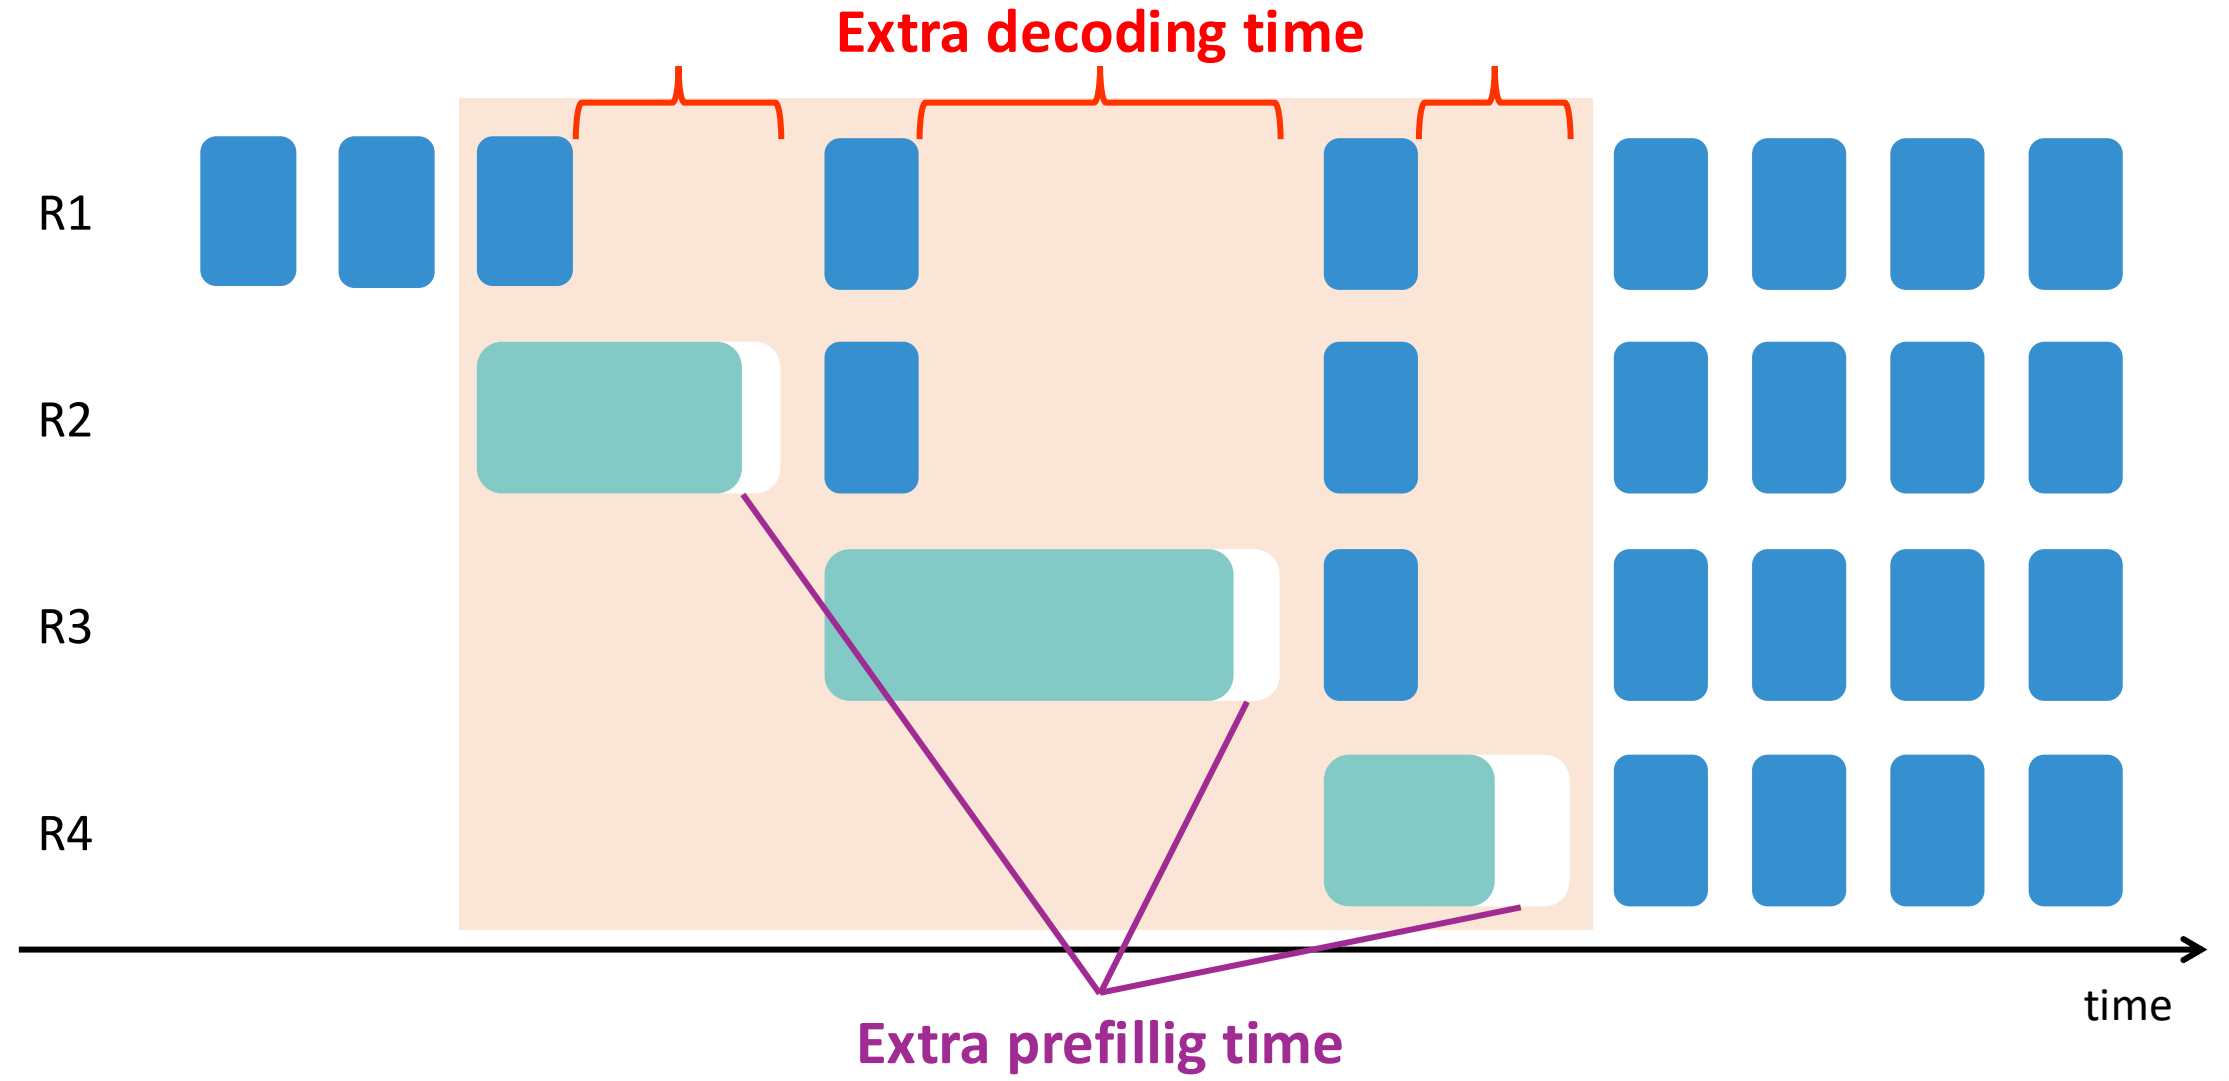 Extra decoding time
R1
R2
R3
R4
time
Extra prefillig time